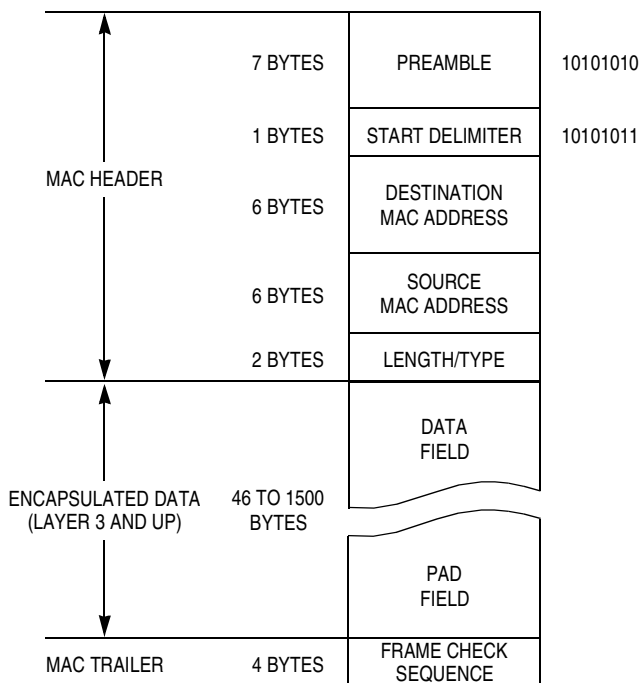 7 BYTES PREAMBLE 10101010
1 BYTES START DELIMITER 10101011
MAC HEADER
6 BYTES DESTINATION
MAC ADDRESS
6 BYTES SOURCE
MAC ADDRESS
2 BYTES LENGTH/TYPE
DATA
FIELD
ENCAPSULATED DATA
(LAYER 3 AND UP)
46 TO 1500
BYTES
PAD
FIELD
MAC TRAILER 4 BYTES FRAME CHECK
SEQUENCE